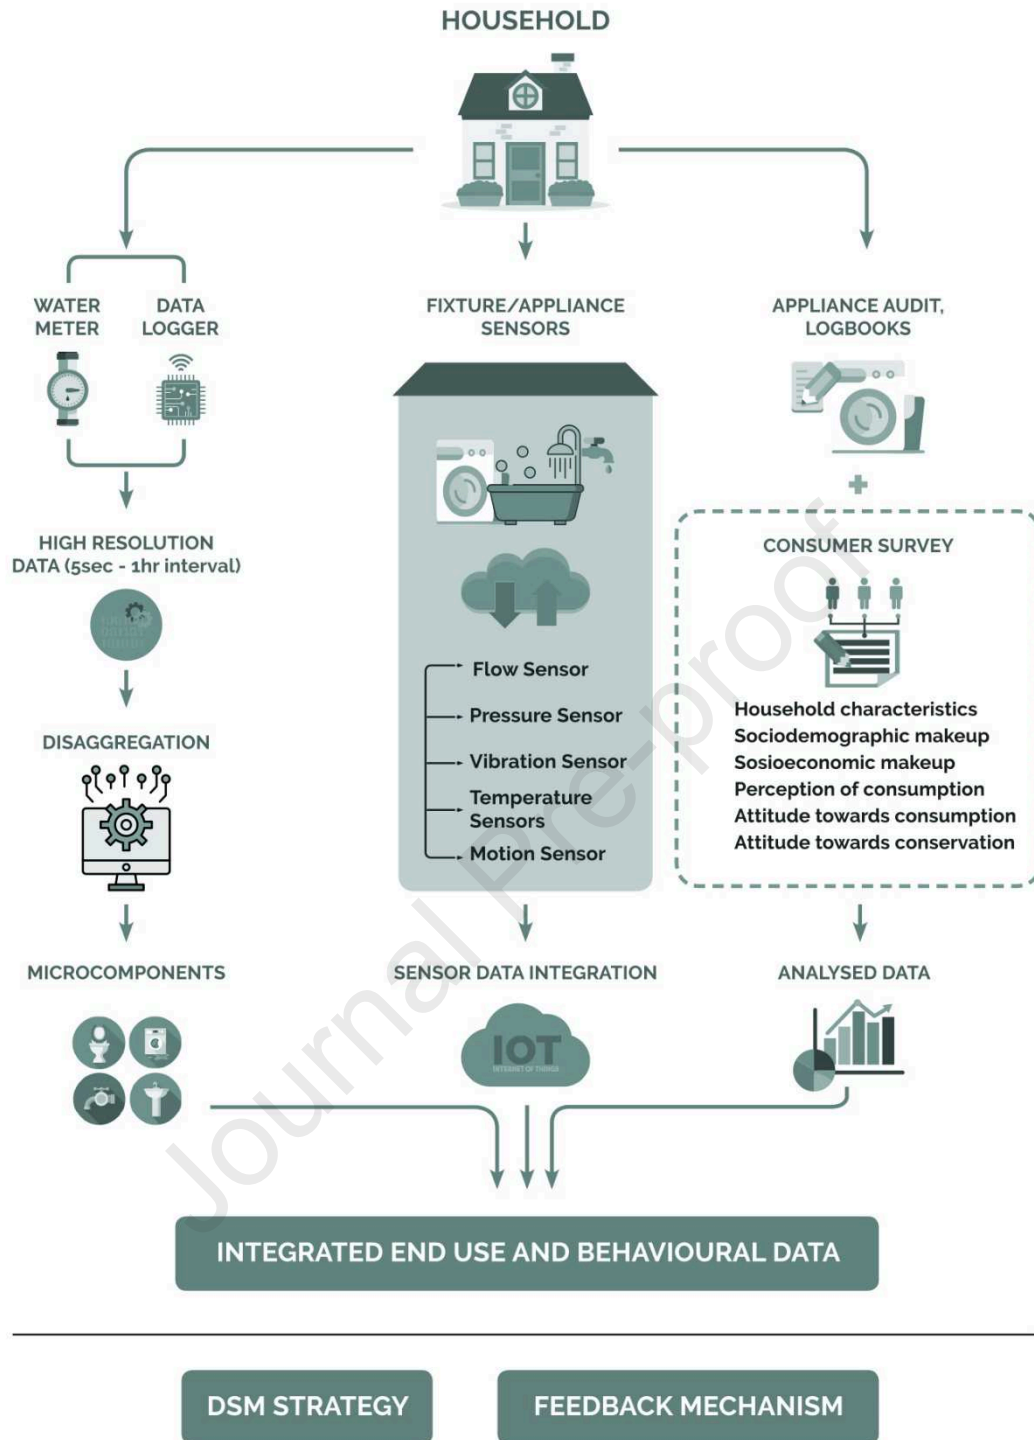 HOUSEHOLD
WATER
METER
DATA
LOGGER
HIGH RESOLUTION
DATA (5sec - 1hr interval)
DISAGGREGATION
MICROCOMPONENTS
FIXTURE/APPLIANCE
SENSORS
Flow Sensor
Pressure Sensor
Vibration Sensor
Temperature
Sensors
Motion Sensor
SENSOR DATA INTEGRATION
IOT
INTERNET OF THINGS
APPLIANCE AUDIT,
LOGBOOKS
+
CONSUMER SURVEY
Household characteristics
Sociodemographic makeup
Sosioeconomic makeup
Perception of consumption
Attitude towards consumption
Attitude towards conservation
ANALYSED DATA
INTEGRATED END USE AND BEHAVIOURAL DATA
DSM STRATEGY
FEEDBACK MECHANISM
Journal Pre-proof